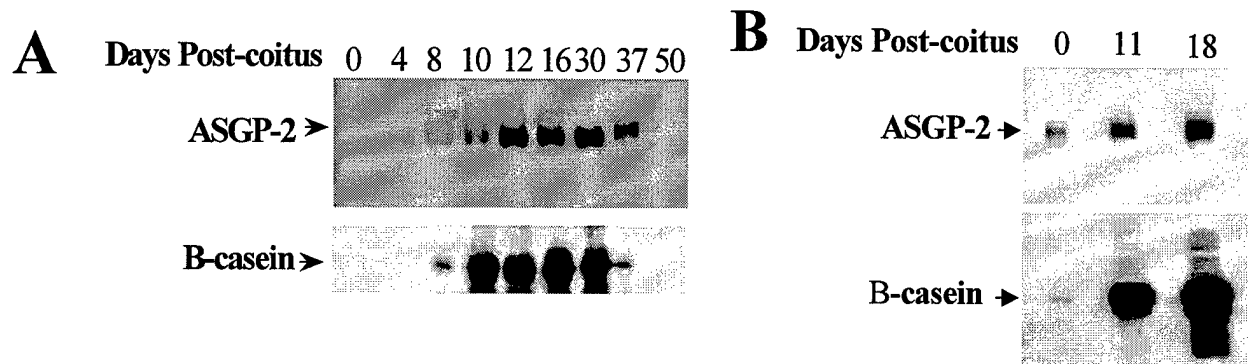 A
Days Post-coitus 0 4 8 10 12 16 30 37 50
ASGP-2
B-casein
B
Days Post-coitus 0 11 18
ASGP-2
B-casein